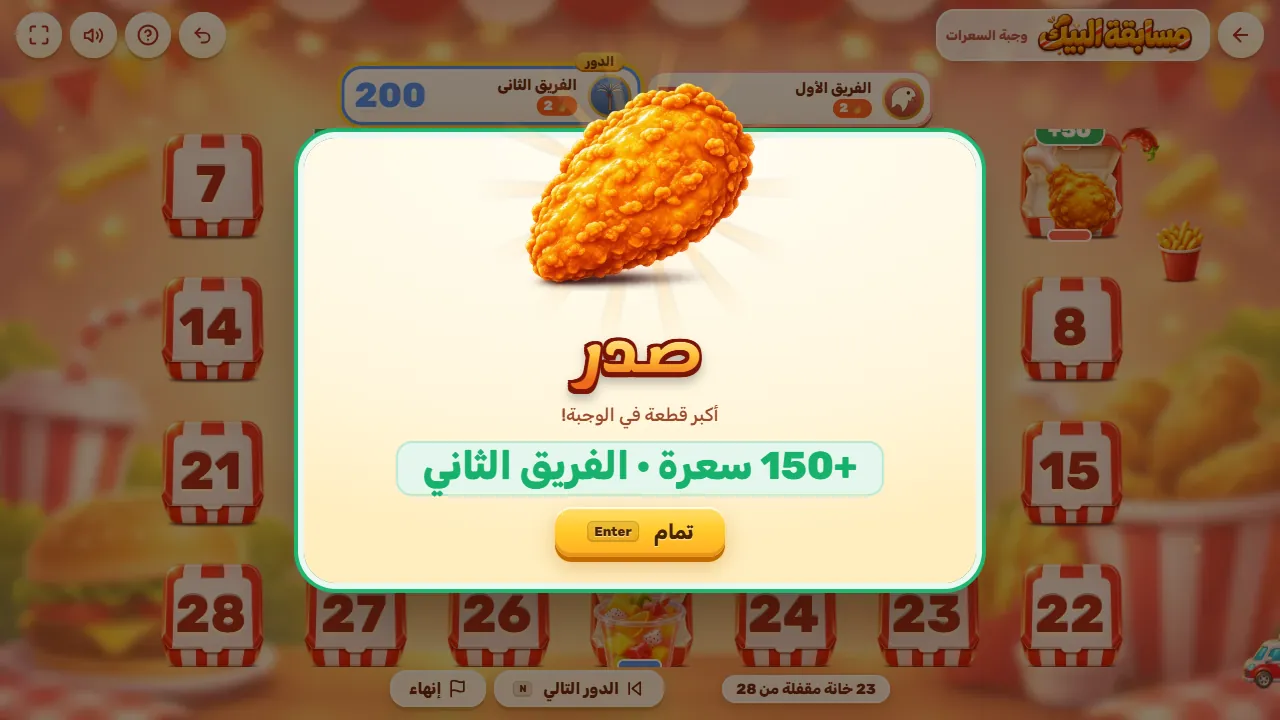 مسابقة البيك
وجبة السعرات
الدور
الفريق الأول
2
الفريق الثاني
2
200
+50
7
14
8
21
15
28
27
26
24
23
22
صدر
أكبر قطعة في الوجبة!
+150 سعرة • الفريق الثاني
تمام Enter
23 خانة مقفلة من 28
الدور التالي N
إنهاء